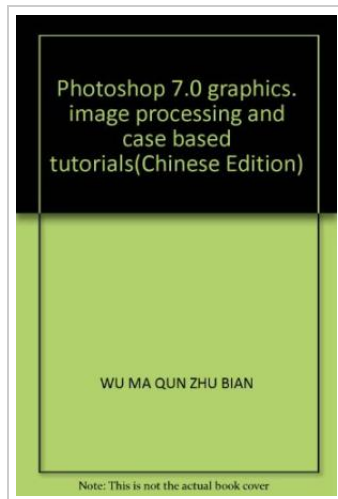 Photoshop 7.0 graphics.
image processing and
case based
tutorials(Chinese Edition)
WU MA QUN ZHU BIAN
Note: This is not the actual book cover